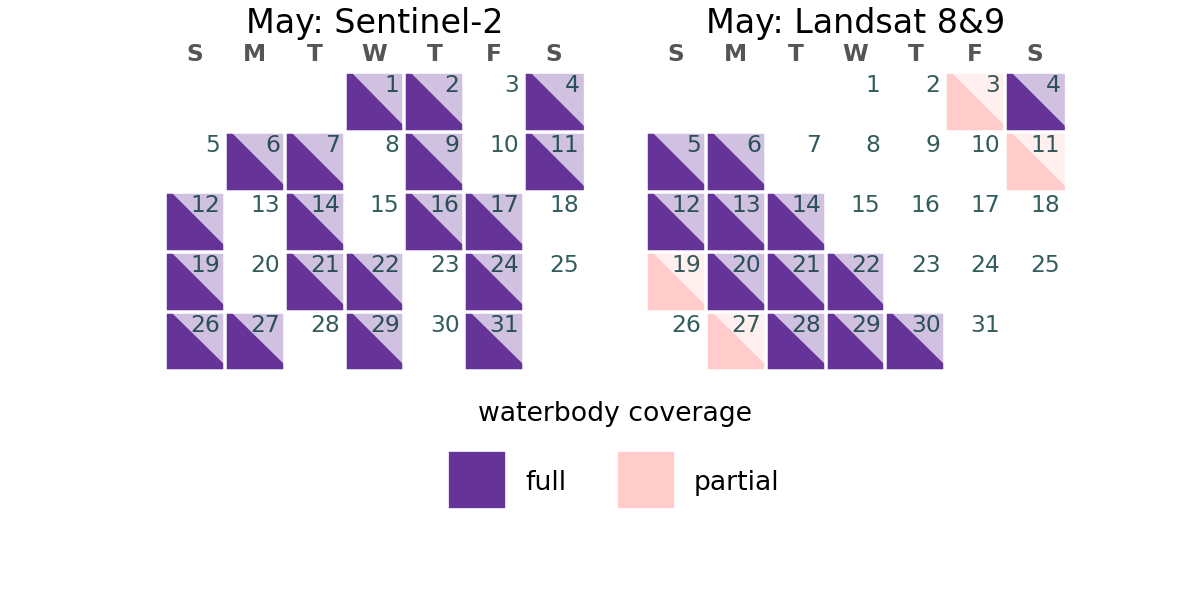 May: Sentinel-2
S M T W T F S
1 2 3 4
5 6 7 8 9 10 11
12 13 14 15 16 17 18
19 20 21 22 23 24 25
26 27 28 29 30 31
May: Landsat 8&9
S M T W T F S
1 2 3 4
5 6 7 8 9 10 11
12 13 14 15 16 17 18
19 20 21 22 23 24 25
26 27 28 29 30 31
waterbody coverage
full partial